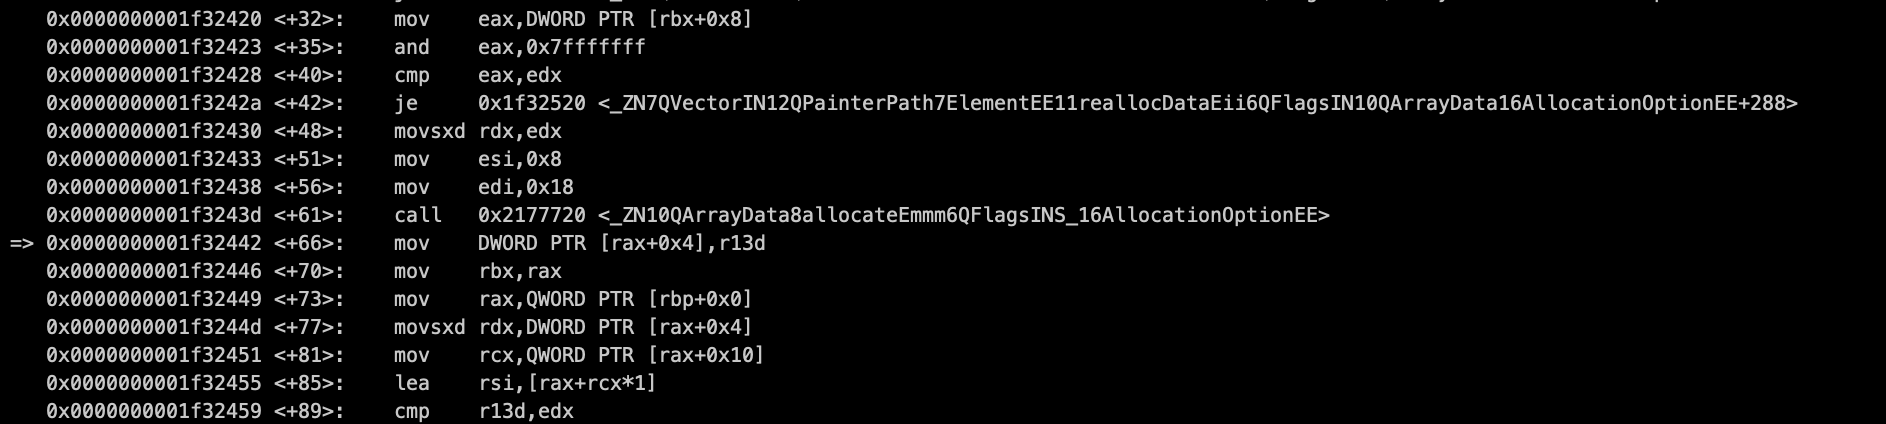 0x0000000001f32420 <+32>: mov eax,DWORD PTR [rbx+0x8]
0x0000000001f32423 <+35>: and eax,0x7fffffff
0x0000000001f32428 <+40>: cmp eax,edx
0x0000000001f3242a <+42>: je 0x1f32520 <_ZN7QVectorIN12QPainterPath7ElementEE11reallocDataEii6QFlagsIN10QArrayData16AllocationOptionEE+288>
0x0000000001f32430 <+48>: movsxd rdx,edx
0x0000000001f32433 <+51>: mov esi,0x8
0x0000000001f32438 <+56>: mov edi,0x18
0x0000000001f3243d <+61>: call 0x2177720 <_ZN10QArrayData8allocateEmmm6QFlagsINS_16AllocationOptionEE>
=> 0x0000000001f32442 <+66>: mov DWORD PTR [rax+0x4],r13d
0x0000000001f32446 <+70>: mov rbx,rax
0x0000000001f32449 <+73>: mov rax,QWORD PTR [rbp+0x0]
0x0000000001f3244d <+77>: movsxd rdx,DWORD PTR [rax+0x4]
0x0000000001f32451 <+81>: mov rcx,QWORD PTR [rax+0x10]
0x0000000001f32455 <+85>: lea rsi,[rax+rcx*1]
0x0000000001f32459 <+89>: cmp r13d,edx